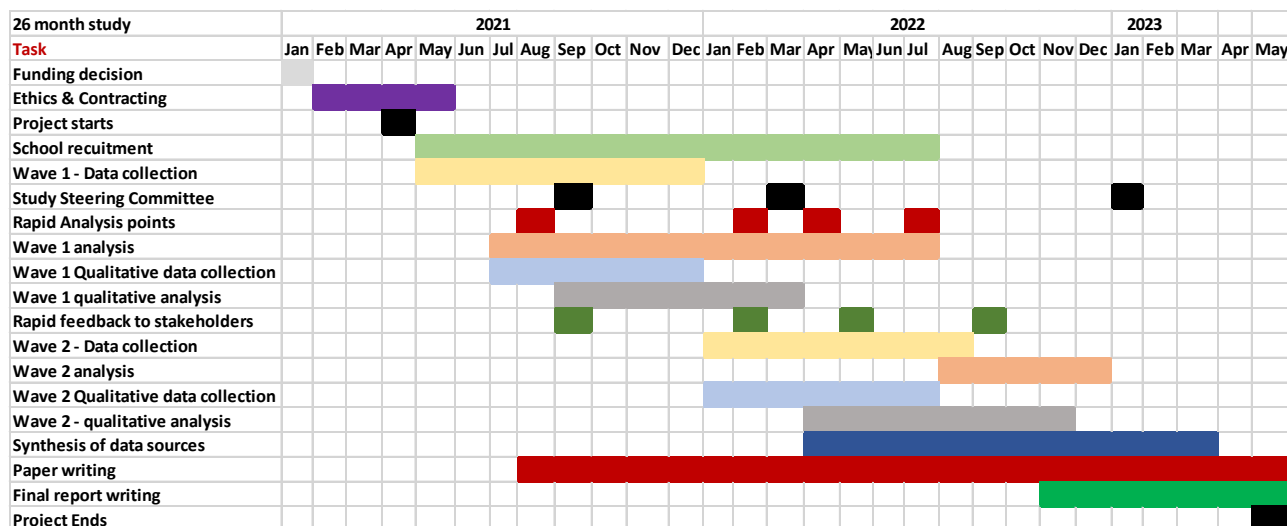 26 month study 2021 2022 2023
Task Jan Feb Mar Apr May Jun Jul Aug Sep Oct Nov Dec Jan Feb Mar Apr May Jun Jul Aug Sep Oct Nov Dec Jan Feb Mar Apr May
Funding decision
Ethics & Contracting
Project starts
School recuitment
Wave 1 - Data collection
Study Steering Committee
Rapid Analysis points
Wave 1 analysis
Wave 1 Qualitative data collection
Wave 1 qualitative analysis
Rapid feedback to stakeholders
Wave 2 - Data collection
Wave 2 analysis
Wave 2 Qualitative data collection
Wave 2 - qualitative analysis
Synthesis of data sources
Paper writing
Final report writing
Project Ends